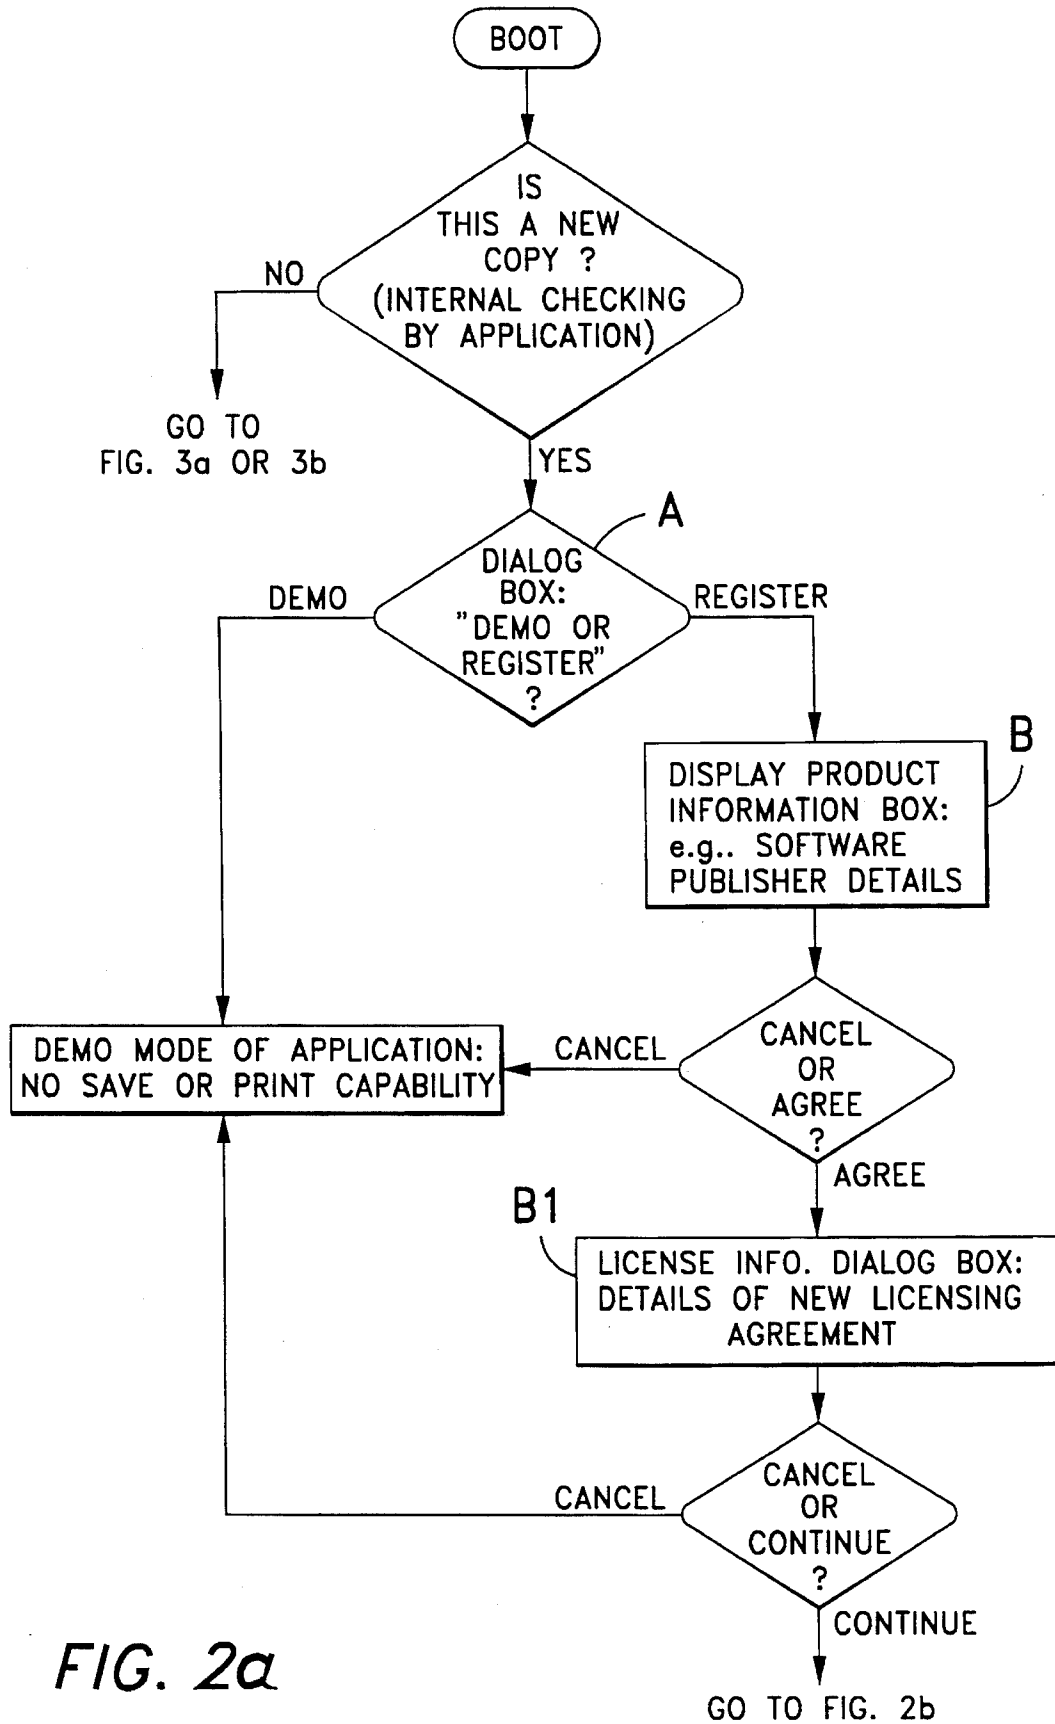 BOOT
IS
THIS A NEW
COPY ?
(INTERNAL CHECKING
BY APPLICATION)
NO
GO TO
FIG. 3a OR 3b
YES
A
DIALOG
BOX:
"DEMO OR
REGISTER"
?
DEMO
REGISTER
B
DISPLAY PRODUCT
INFORMATION BOX:
e.g.. SOFTWARE
PUBLISHER DETAILS
DEMO MODE OF APPLICATION:
NO SAVE OR PRINT CAPABILITY
CANCEL
CANCEL
OR
AGREE
?
AGREE
B1
LICENSE INFO. DIALOG BOX:
DETAILS OF NEW LICENSING
AGREEMENT
CANCEL
CANCEL
OR
CONTINUE
?
CONTINUE
GO TO FIG. 2b
FIG. 2a